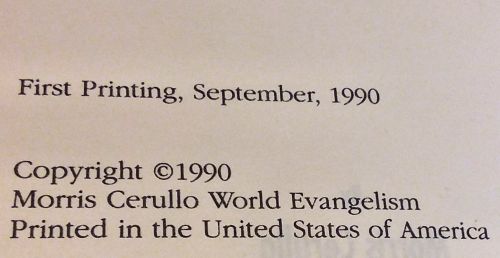 First Printing, September, 1990
Copyright ©1990
Morris Cerullo World Evangelism
Printed in the United States of America